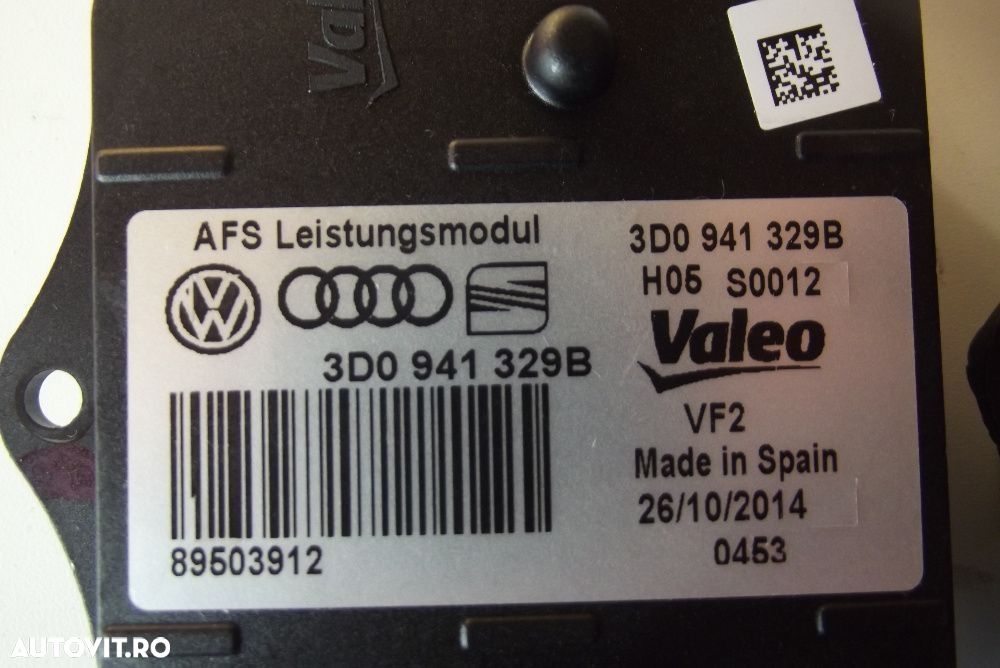 Valeo
AFS Leistungsmodul
3D0 941 329B
89503912
3D0 941 329B
H05 S0012
Valeo
VF2
Made in Spain
26/10/2014
0453
AUTOVIT.RO